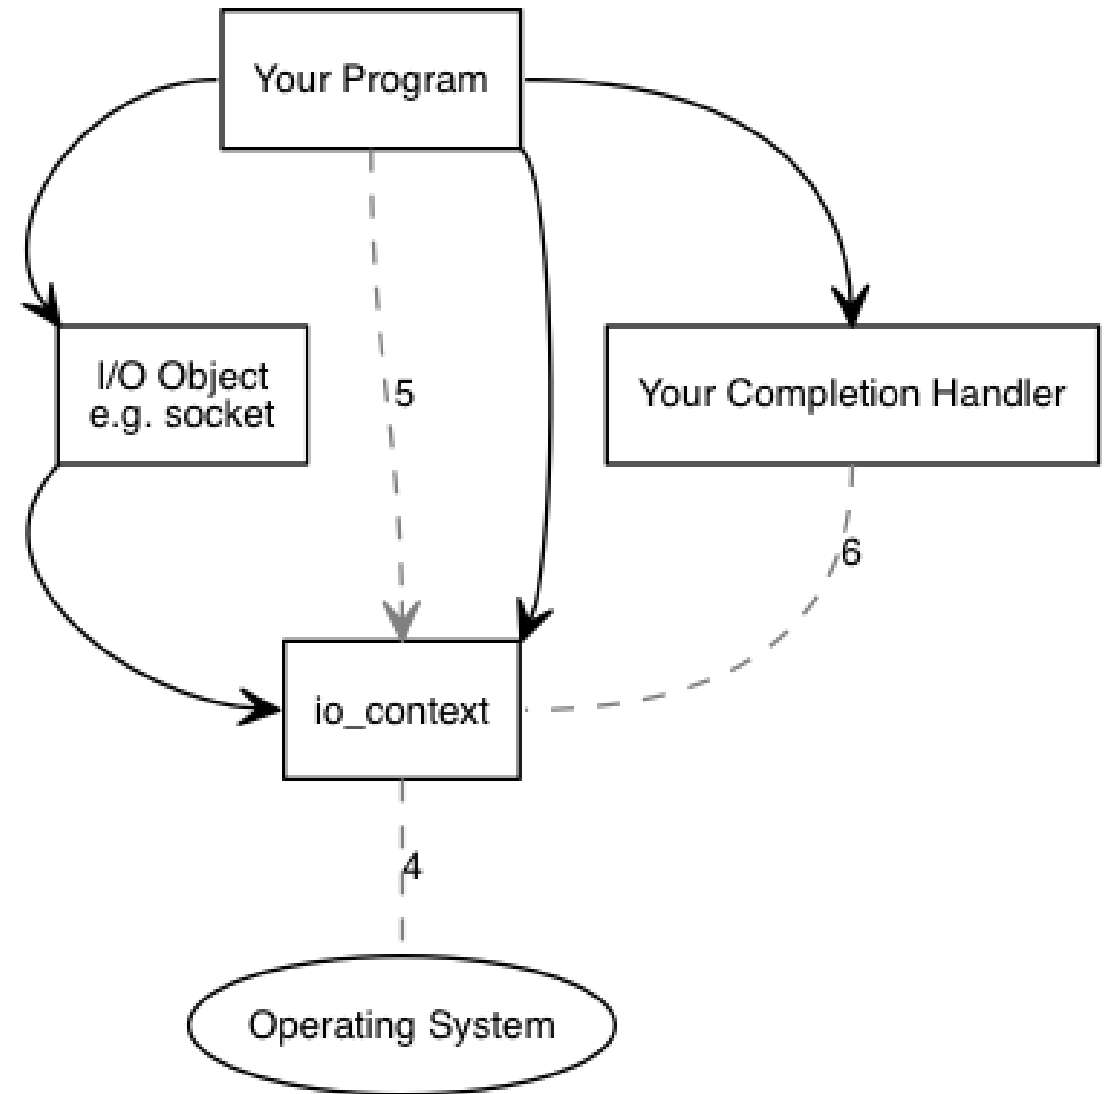 Your Program
I/O Object
e.g. socket
5
Your Completion Handler
6
io_context
4
Operating System